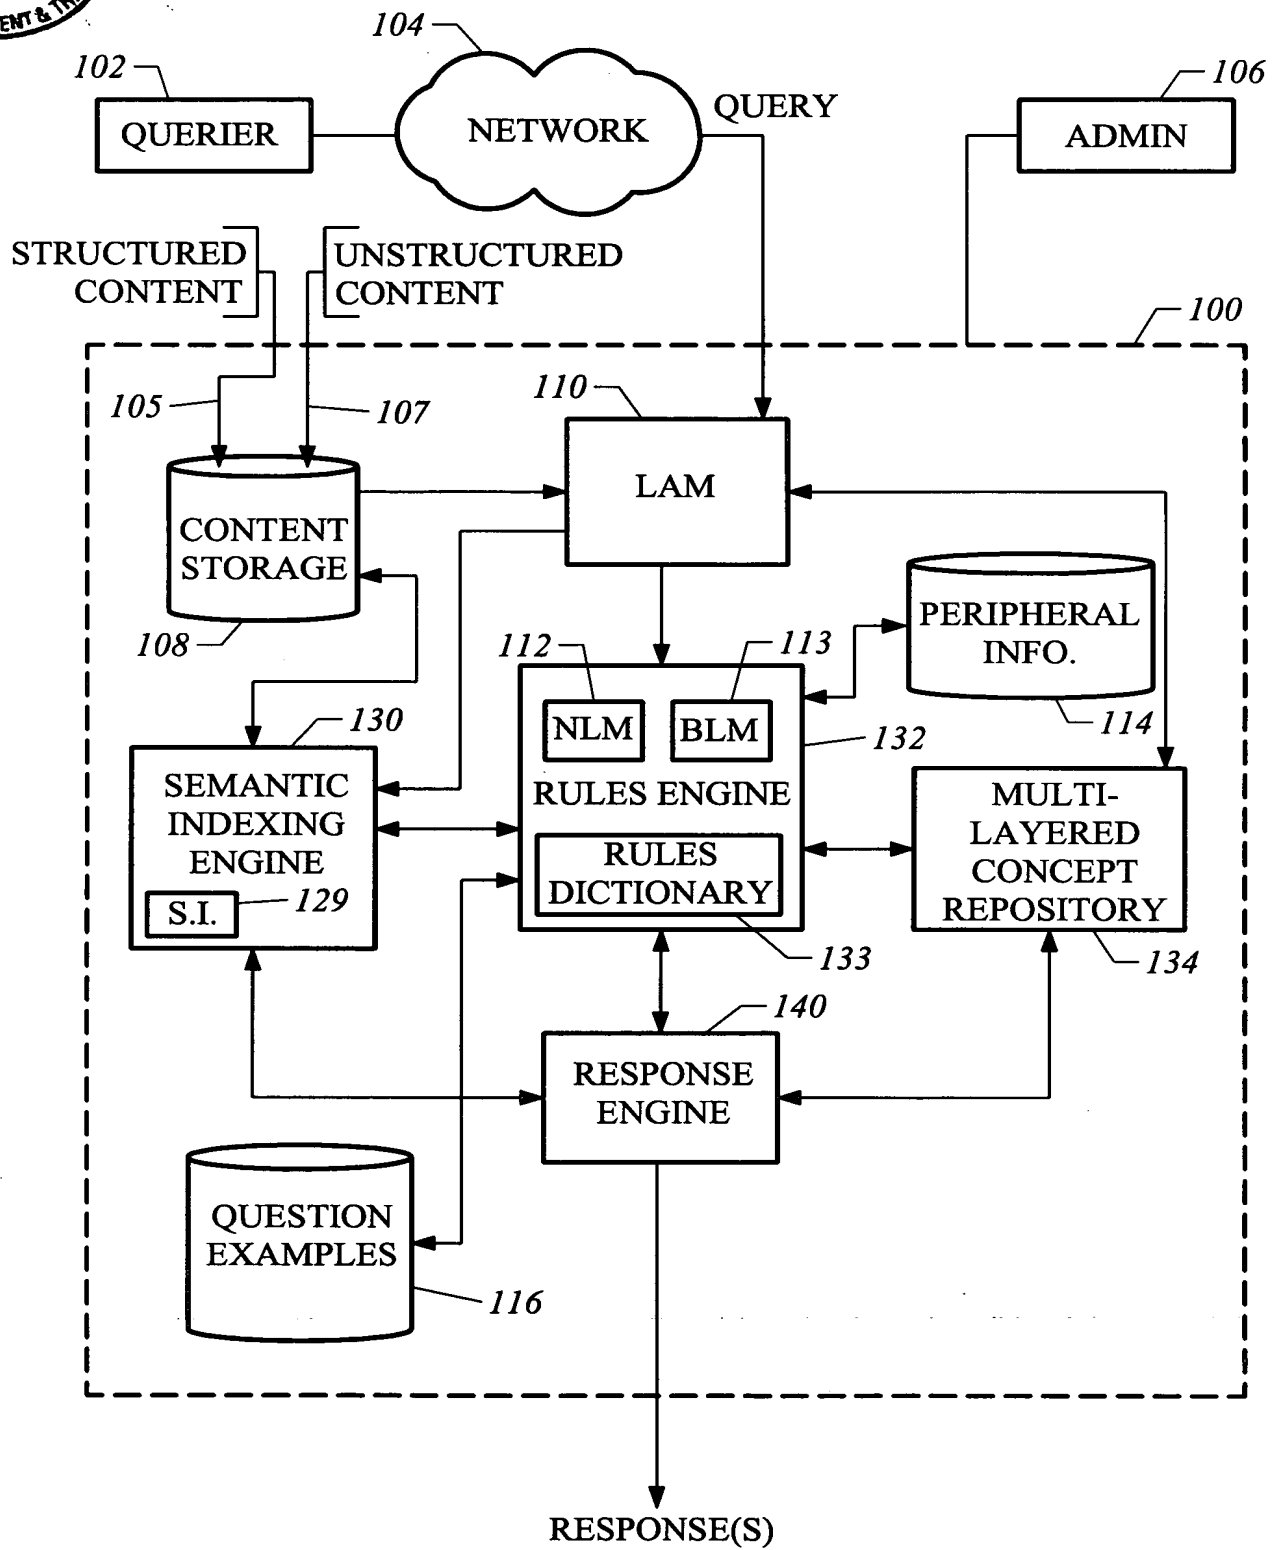 ENT & TR
104
102
106
QUERIER
NETWORK
QUERY
ADMIN
STRUCTURED
CONTENT
UNSTRUCTURED
CONTENT
100
105
107
110
LAM
CONTENT
STORAGE
108
PERIPHERAL
INFO.
114
112
113
NLM
BLM
132
RULES ENGINE
RULES
DICTIONARY
133
130
SEMANTIC
INDEXING
ENGINE
S.I.
129
MULTI-
LAYERED
CONCEPT
REPOSITORY
134
140
RESPONSE
ENGINE
QUESTION
EXAMPLES
116
RESPONSE(S)